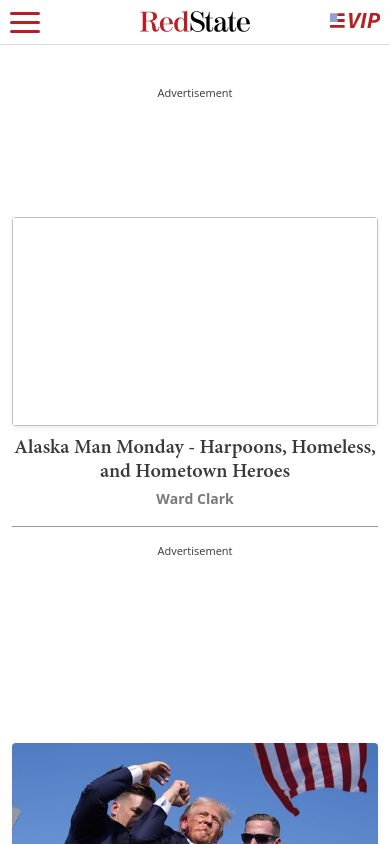 RedState
VIP
Advertisement
Alaska Man Monday - Harpoons, Homeless,
and Hometown Heroes
Ward Clark
Advertisement